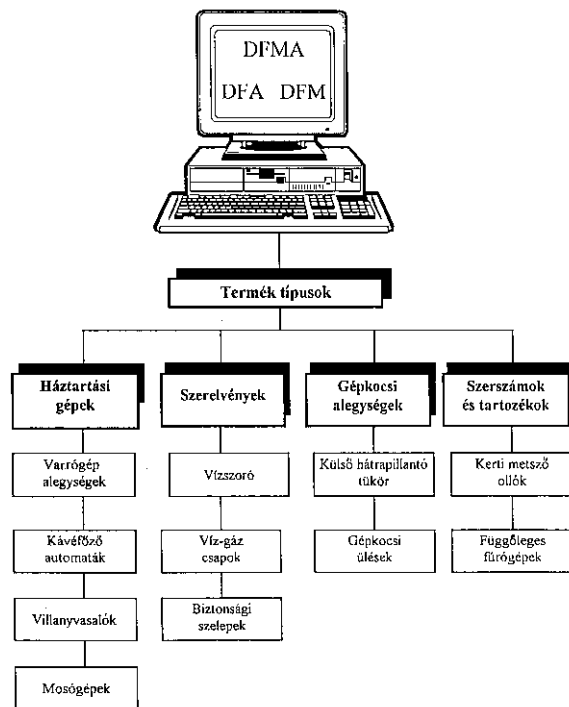 DFMA
DFA DFM
Termék típusok
Háztartási
gépek
Szerelvények
Gépkocsi
alegységek
Szerszámok
és tartozékok
Varrógép
alegységek
Vízszoró
Külső hátrapillantó
tükör
Kerti metsző
ollók
Kávéfőző
automaták
Víz-gáz
csapok
Gépkocsi
ülések
Függőleges
fúrógépek
Villanyvasalók
Biztonsági
szelepek
Mosógépek